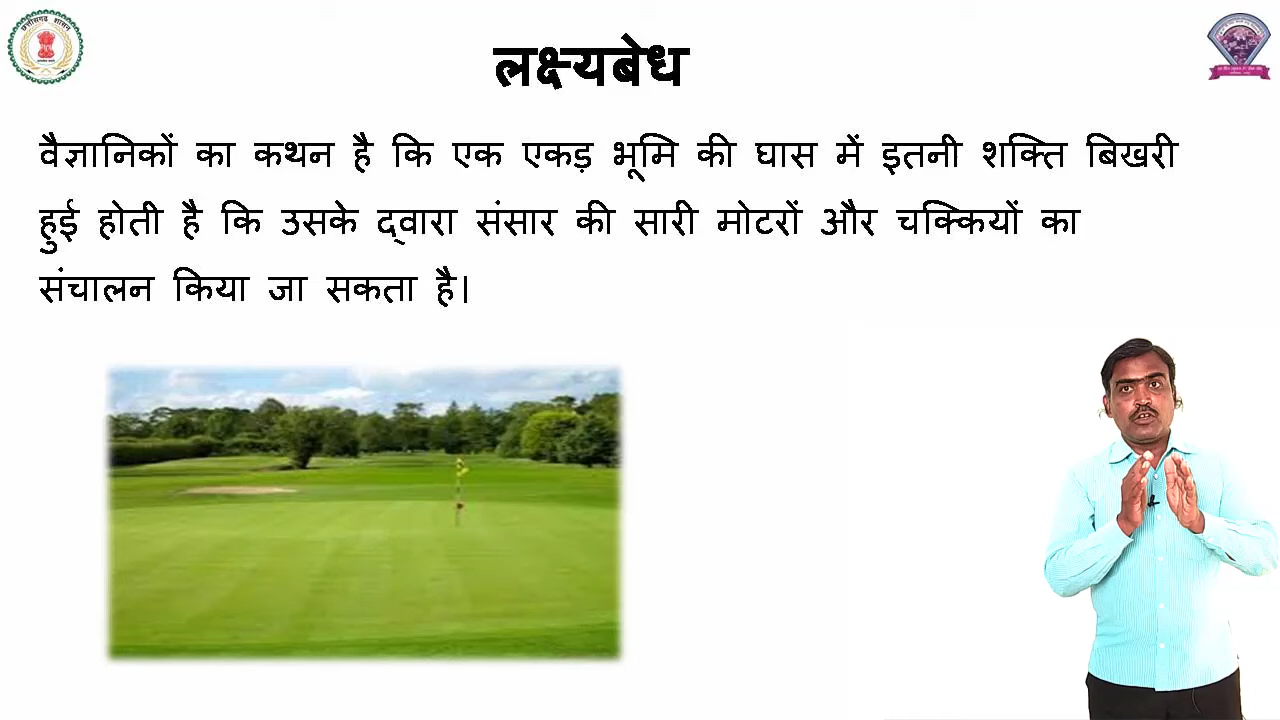 लक्ष्यबेध
वैज्ञानिकों का कथन है कि एक एकड़ भूमि की घास में इतनी शक्ति बिखरी
हुई होती है कि उसके द्वारा संसार की सारी मोटरों और चक्कियों का
संचालन किया जा सकता है।